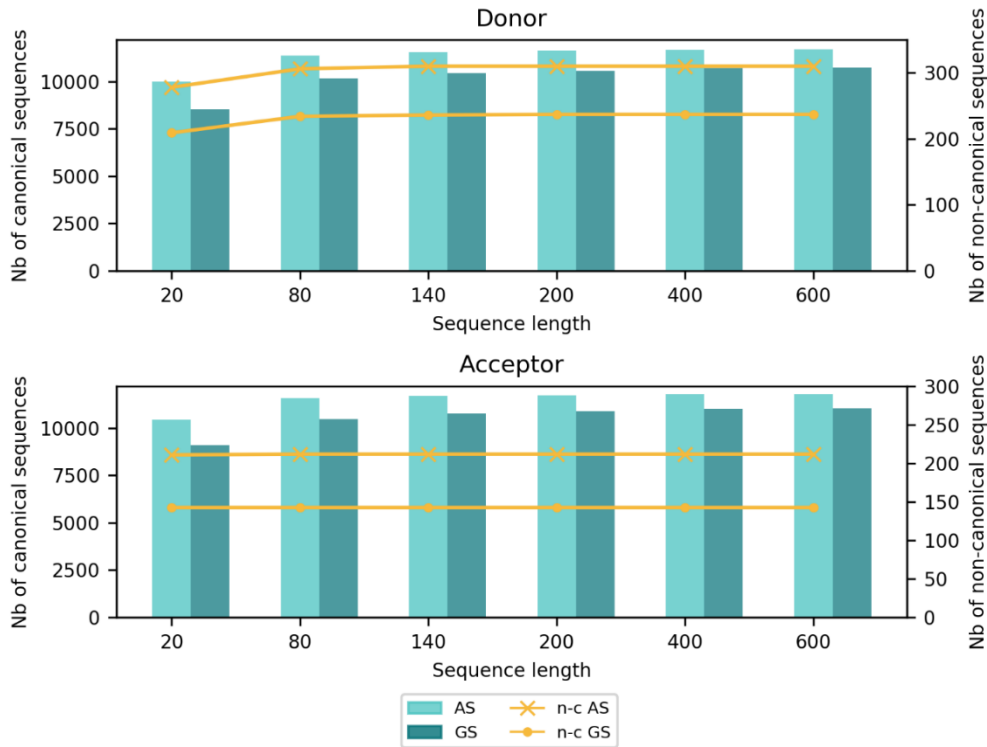 Donor
Nb of canonical sequences
10000
7500
5000
2500
0
300
200
100
0
Nb of non-canonical sequences
20 80 140 200 400 600
Sequence length
Acceptor
Nb of canonical sequences
10000
7500
5000
2500
0
300
250
200
150
100
50
0
Nb of non-canonical sequences
20 80 140 200 400 600
Sequence length
AS n-c AS
GS n-c GS